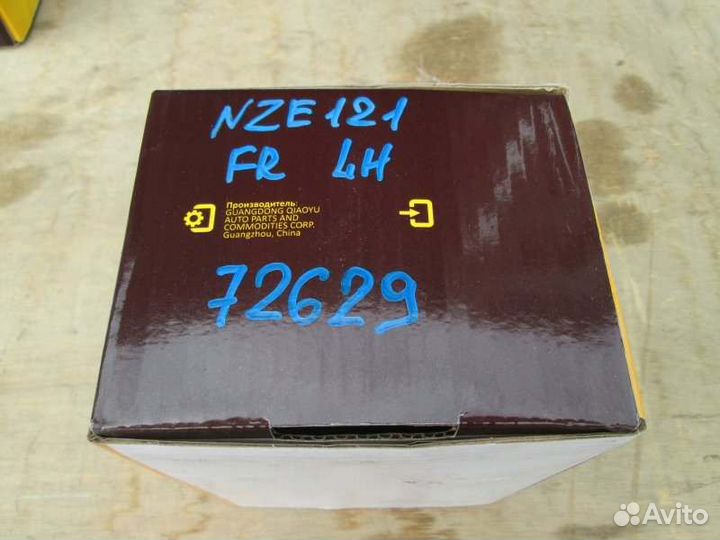 NZE121
FR LH
Производитель:
GUANGDONG QIAOYU
AUTO PARTS AND
COMMODITIES CORP.
Guangzhou, China
72629
Avito